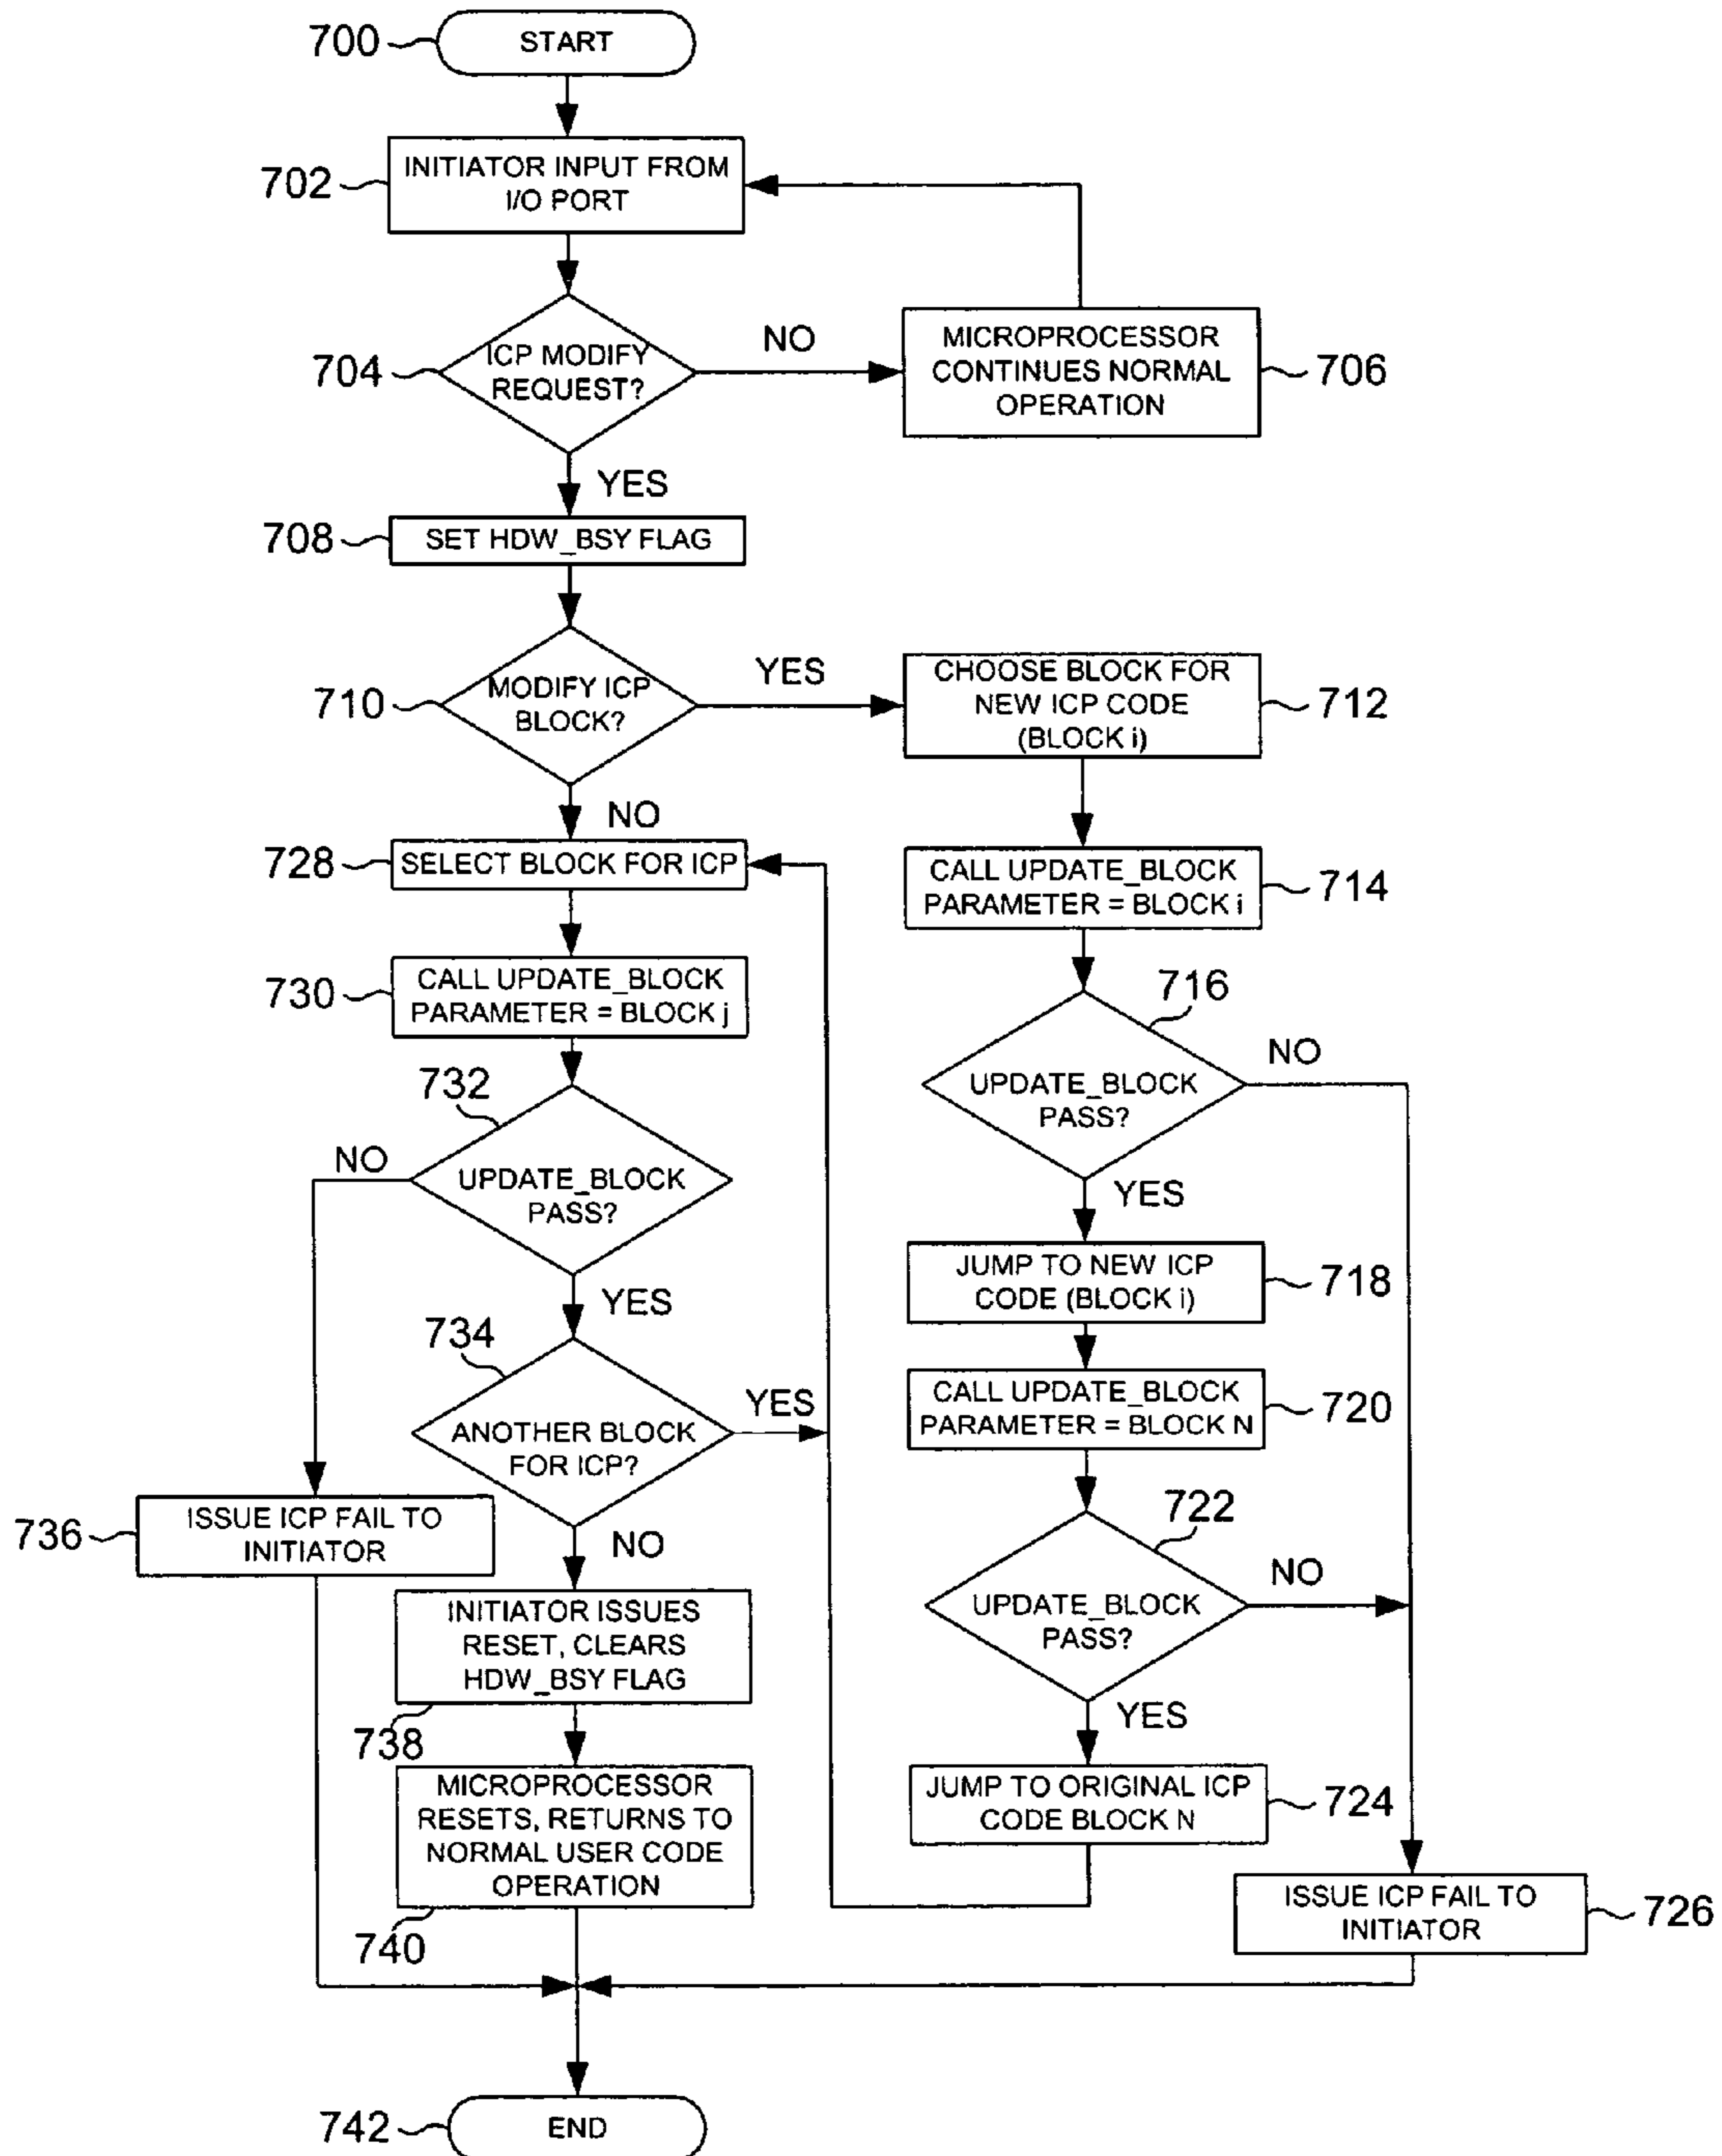 700
START
702
INITIATOR INPUT FROM
I/O PORT
704
ICP MODIFY
REQUEST?
NO
MICROPROCESSOR
CONTINUES NORMAL
OPERATION
706
YES
708
SET HDW_BSY FLAG
710
MODIFY ICP
BLOCK?
YES
CHOOSE BLOCK FOR
NEW ICP CODE
(BLOCK i)
712
NO
728
SELECT BLOCK FOR ICP
CALL UPDATE_BLOCK
PARAMETER = BLOCK i
714
730
CALL UPDATE_BLOCK
PARAMETER = BLOCK j
716
UPDATE_BLOCK
PASS?
NO
YES
732
UPDATE_BLOCK
PASS?
NO
YES
JUMP TO NEW ICP
CODE (BLOCK i)
718
734
ANOTHER BLOCK
FOR ICP?
YES
NO
CALL UPDATE_BLOCK
PARAMETER = BLOCK N
720
736
ISSUE ICP FAIL TO
INITIATOR
722
UPDATE_BLOCK
PASS?
NO
YES
INITIATOR ISSUES
RESET, CLEARS
HDW_BSY FLAG
738
JUMP TO ORIGINAL ICP
CODE BLOCK N
724
MICROPROCESSOR
RESETS, RETURNS TO
NORMAL USER CODE
OPERATION
740
ISSUE ICP FAIL TO
INITIATOR
726
742
END